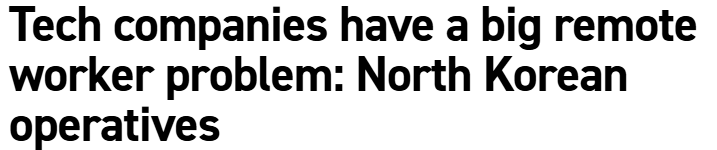 Tech companies have a big remote
worker problem: North Korean
operatives